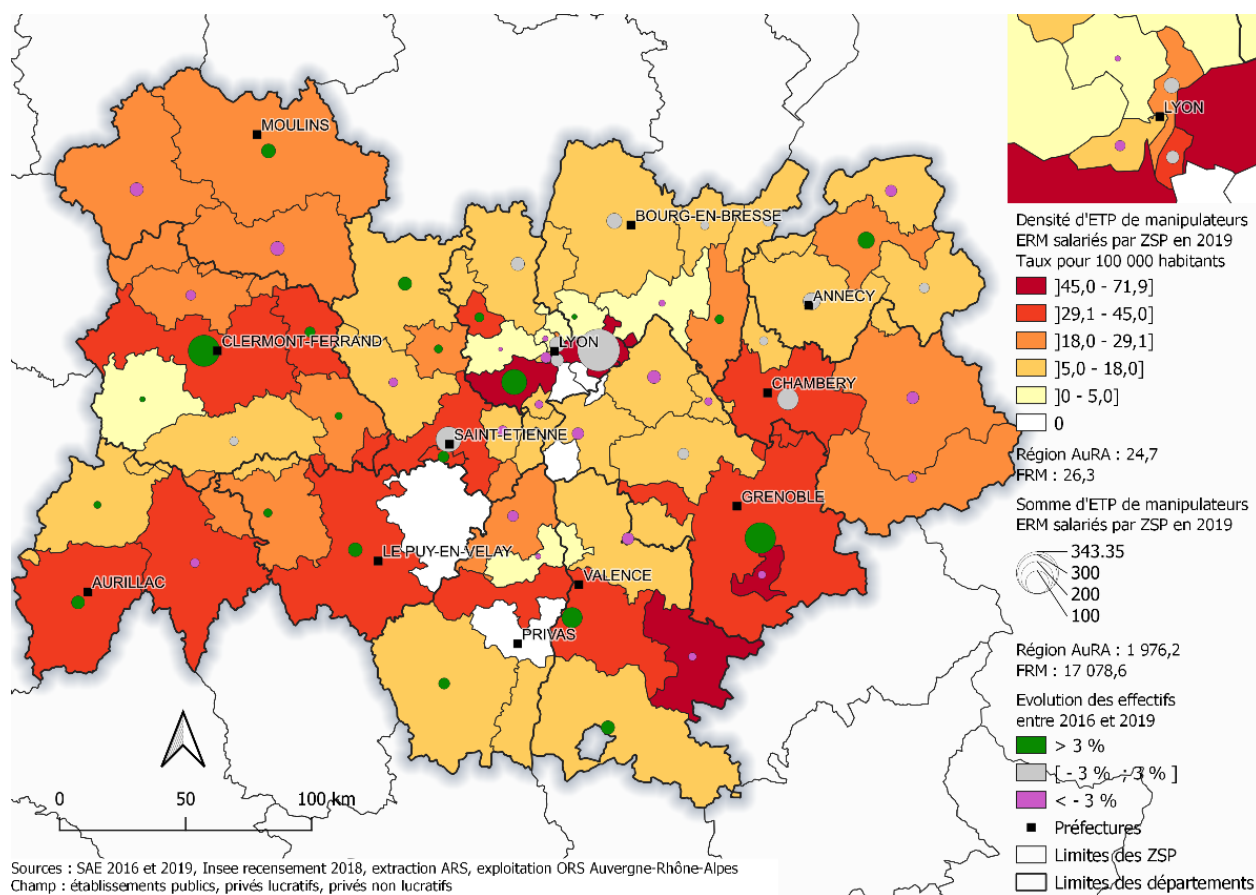 MOULINS
BOURG-EN-BRESSE
ANNECY
CLERMONT-FERRAND
LYON
CHAMBERY
SAINT-ETIENNE
GRENOBLE
LE PUY-EN-VELAY
VALENCE
AURILLAC
PRIVAS
0 50 100 km
Sources : SAE 2016 et 2019, Insee recensement 2018, extraction ARS, exploitation ORS Auvergne-Rhône-Alpes
Champ : établissements publics, privés lucratifs, privés non lucratifs
LYON
Densité d'ETP de manipulateurs
ERM salariés par ZSP en 2019
Taux pour 100 000 habitants
]45,0 - 71,9]
]29,1 - 45,0]
]18,0 - 29,1]
]5,0 - 18,0]
]0 - 5,0]
0
Région AuRA : 24,7
FRM : 26,3
Somme d'ETP de manipulateurs
ERM salariés par ZSP en 2019
343.35
300
200
100
Région AuRA : 1 976,2
FRM : 17 078,6
Evolution des effectifs
entre 2016 et 2019
> 3 %
[ - 3 % ; 3 % ]
< - 3 %
Préfectures
Limites des ZSP
Limites des départements